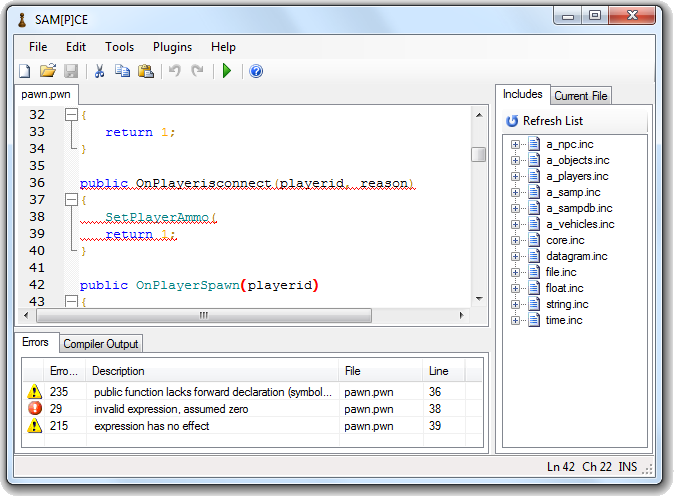 SAM[P]CE
File Edit Tools Plugins Help
pawn.pwn
32 {
33 return 1;
34 }
35
36 public OnPlayerisconnect(playerid, reason)
37 {
38 SetPlayerAmmo(
39 return 1;
40 }
41
42 public OnPlayerSpawn(playerid)
43 {
Includes Current File
Refresh List
a_npc.inc
a_objects.inc
a_players.inc
a_samp.inc
a_sampdb.inc
a_vehicles.inc
core.inc
datagram.inc
file.inc
float.inc
string.inc
time.inc
Errors Compiler Output
Erro... Description File Line
235 public function lacks forward declaration (symbol... pawn.pwn 36
29 invalid expression, assumed zero pawn.pwn 38
215 expression has no effect pawn.pwn 39
Ln 42 Ch 22 INS